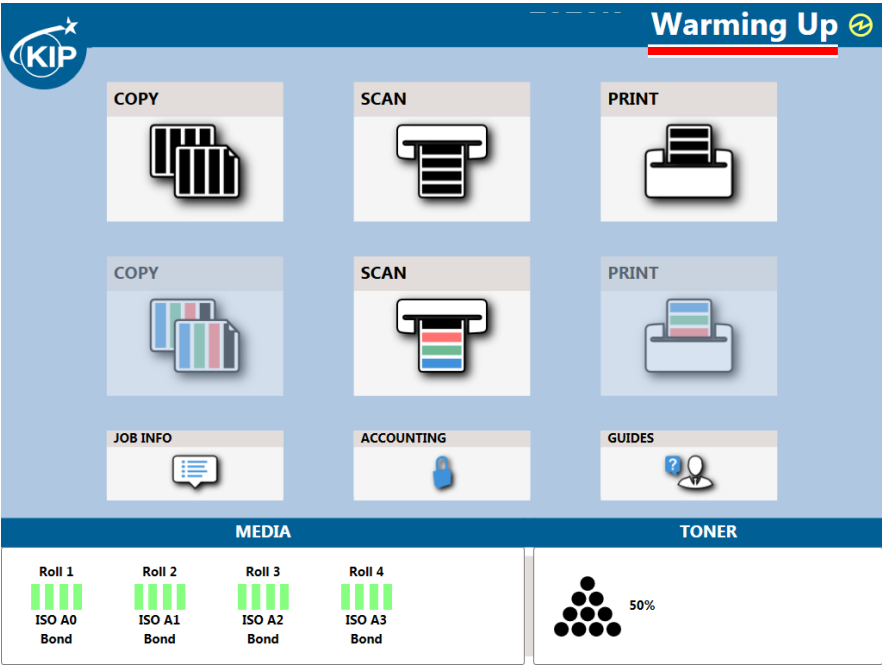 Warming Up
KIP
COPY SCAN PRINT
COPY SCAN PRINT
JOB INFO ACCOUNTING GUIDES
?
MEDIA TONER
Roll 1 Roll 2 Roll 3 Roll 4
50%
ISO A0 ISO A1 ISO A2 ISO A3
Bond Bond Bond Bond